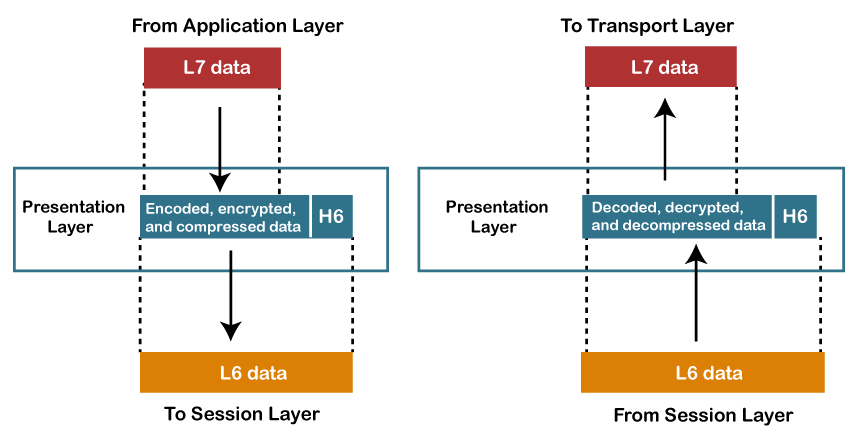 From Application Layer
L7 data
Presentation
Layer
Encoded, encrypted,
and compressed data
H6
L6 data
To Session Layer
To Transport Layer
L7 data
Presentation
Layer
Decoded, decrypted,
and decompressed data
H6
L6 data
From Session Layer